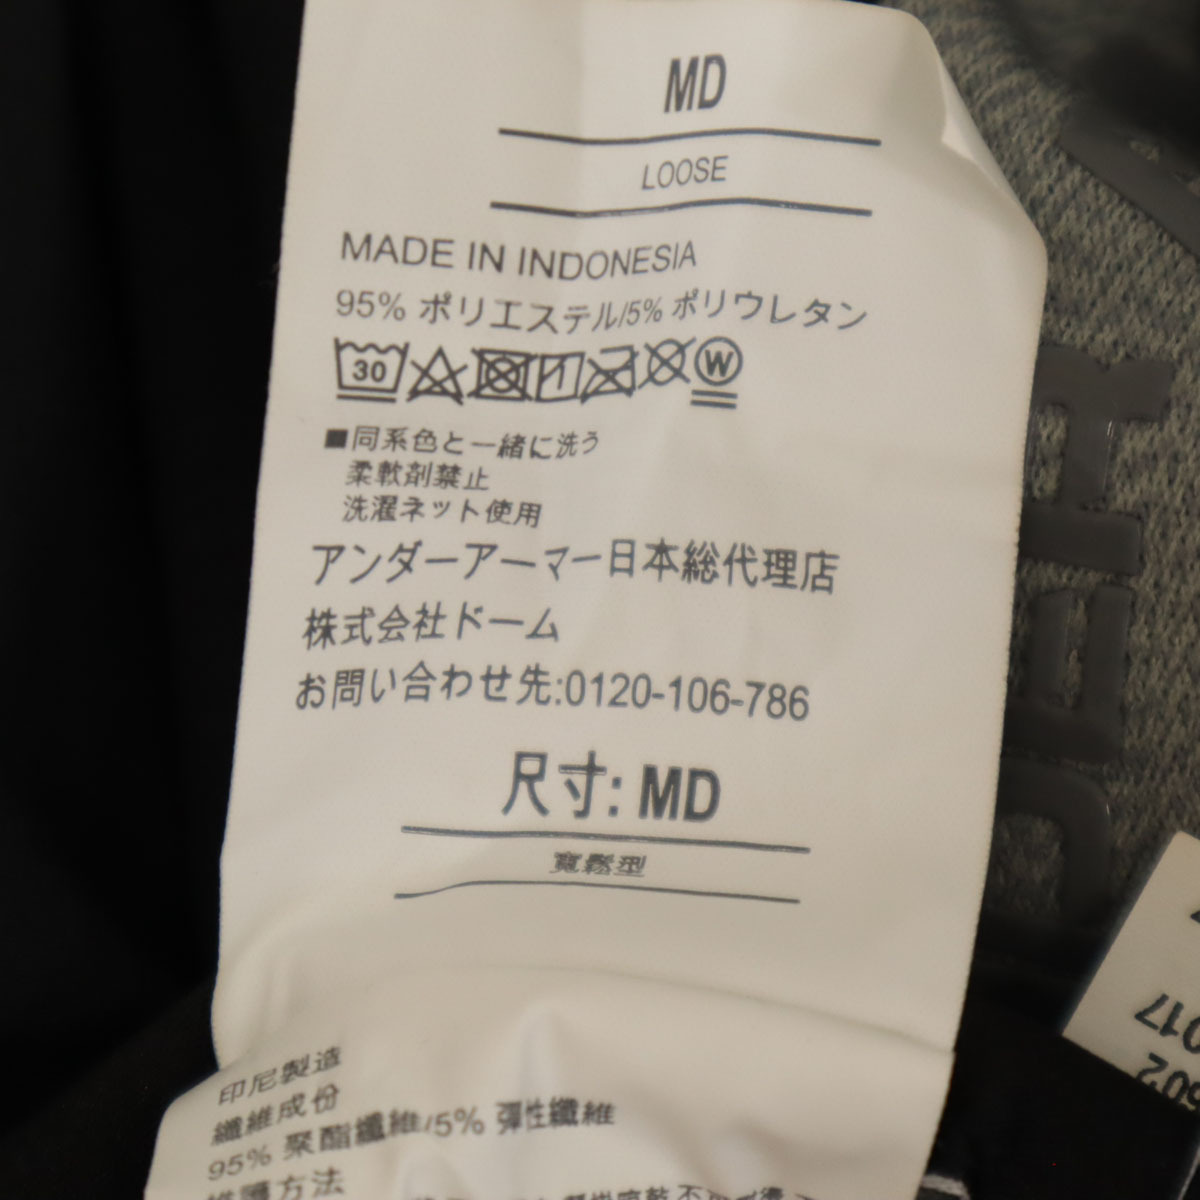 MD
LOOSE
MADE IN INDONESIA
95% ポリエステル/5% ポリウレタン
30 W
■同系色と一緒に洗う
柔軟剤禁止
洗濯ネット使用
アンダーアーマー日本総代理店
株式会社ドーム
お問い合わせ先:0120-106-786
尺寸: MD
寬鬆型
印尼製造
纖維成份
95% 聚酯纖維/5% 彈性纖維
維護方法